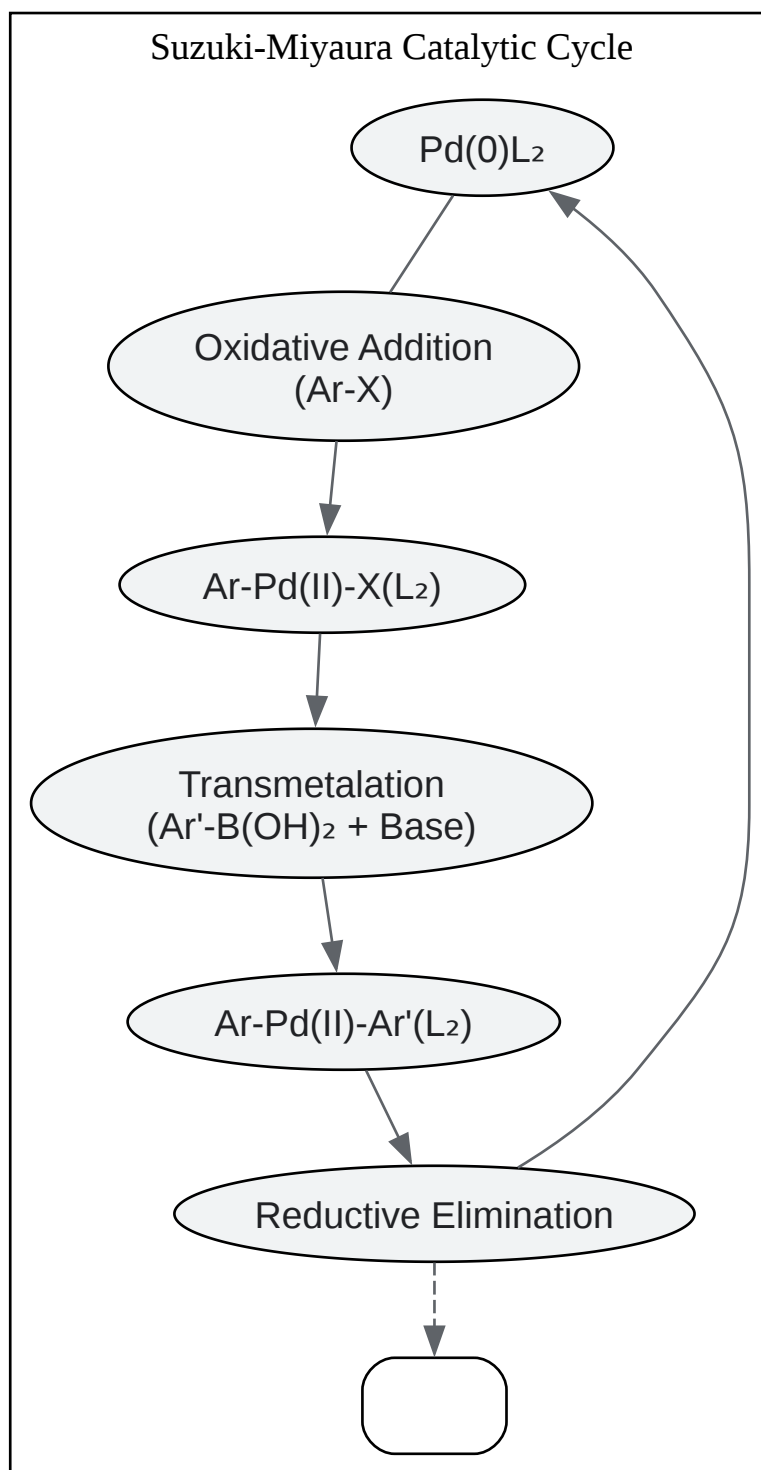 Suzuki-Miyaura Catalytic Cycle
Pd(0)L₂
Oxidative Addition
(Ar-X)
Ar-Pd(II)-X(L₂)
Transmetalation
(Ar'-B(OH)₂ + Base)
Ar-Pd(II)-Ar'(L₂)
Reductive Elimination